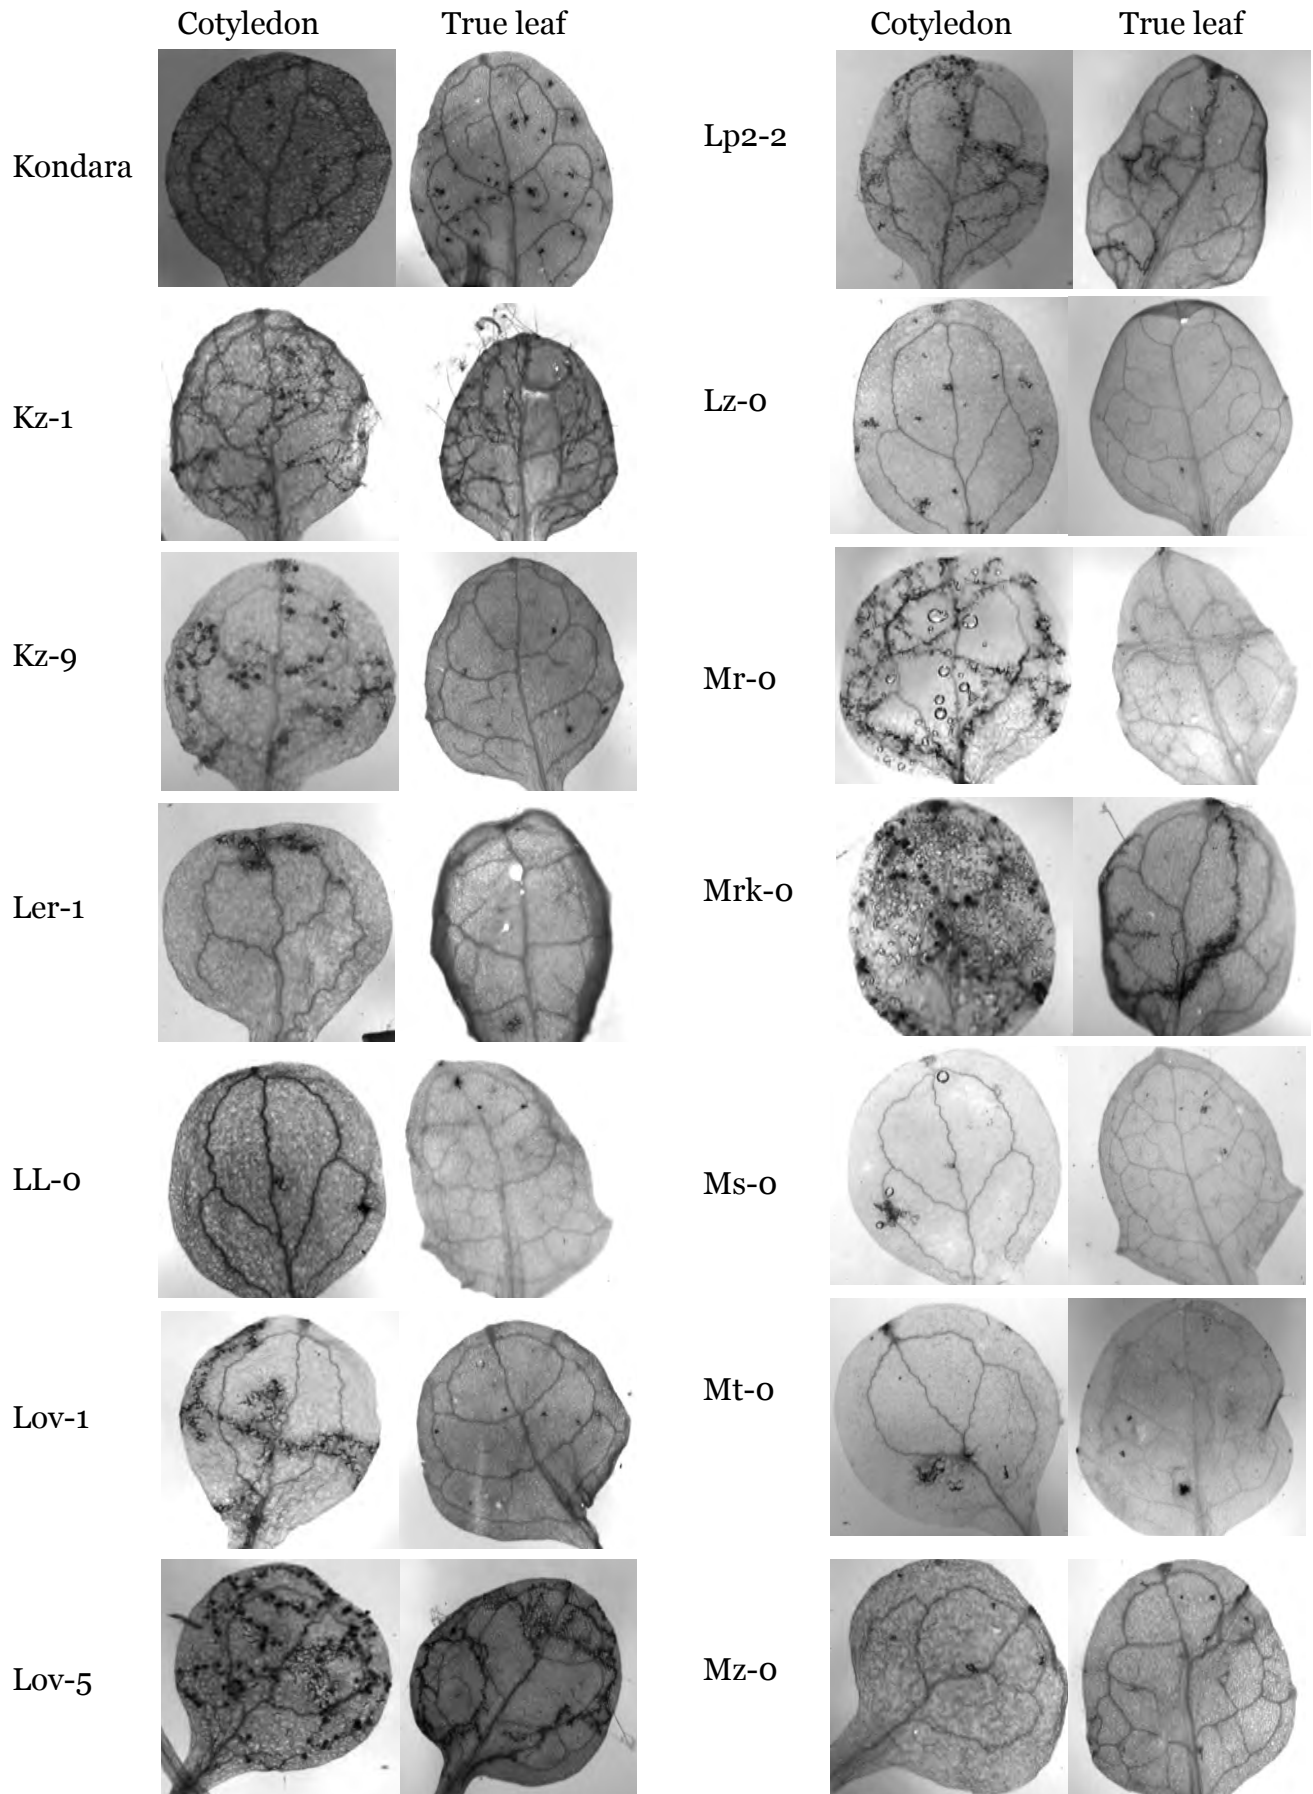 Cotyledon True leaf Cotyledon True leaf
Kondara
Lp2-2
Kz-1
Lz-0
Kz-9
Mr-0
Ler-1
Mrk-0
LL-0
Ms-0
Lov-1
Mt-0
Lov-5
Mz-0